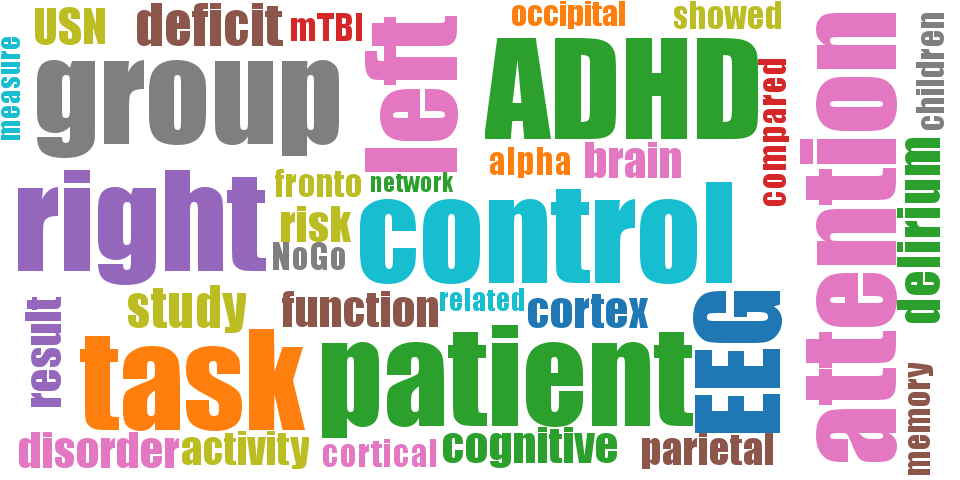 USN
deficit
mTBI
left
occipital
showed
children
measure
group
ADHD
compared
attention
alpha
brain
delirium
right
fronto
network
risk
NoGo
control
study
function
related
cortex
EEG
result
task
patient
memory
disorder
activity
cortical
cognitive
parietal